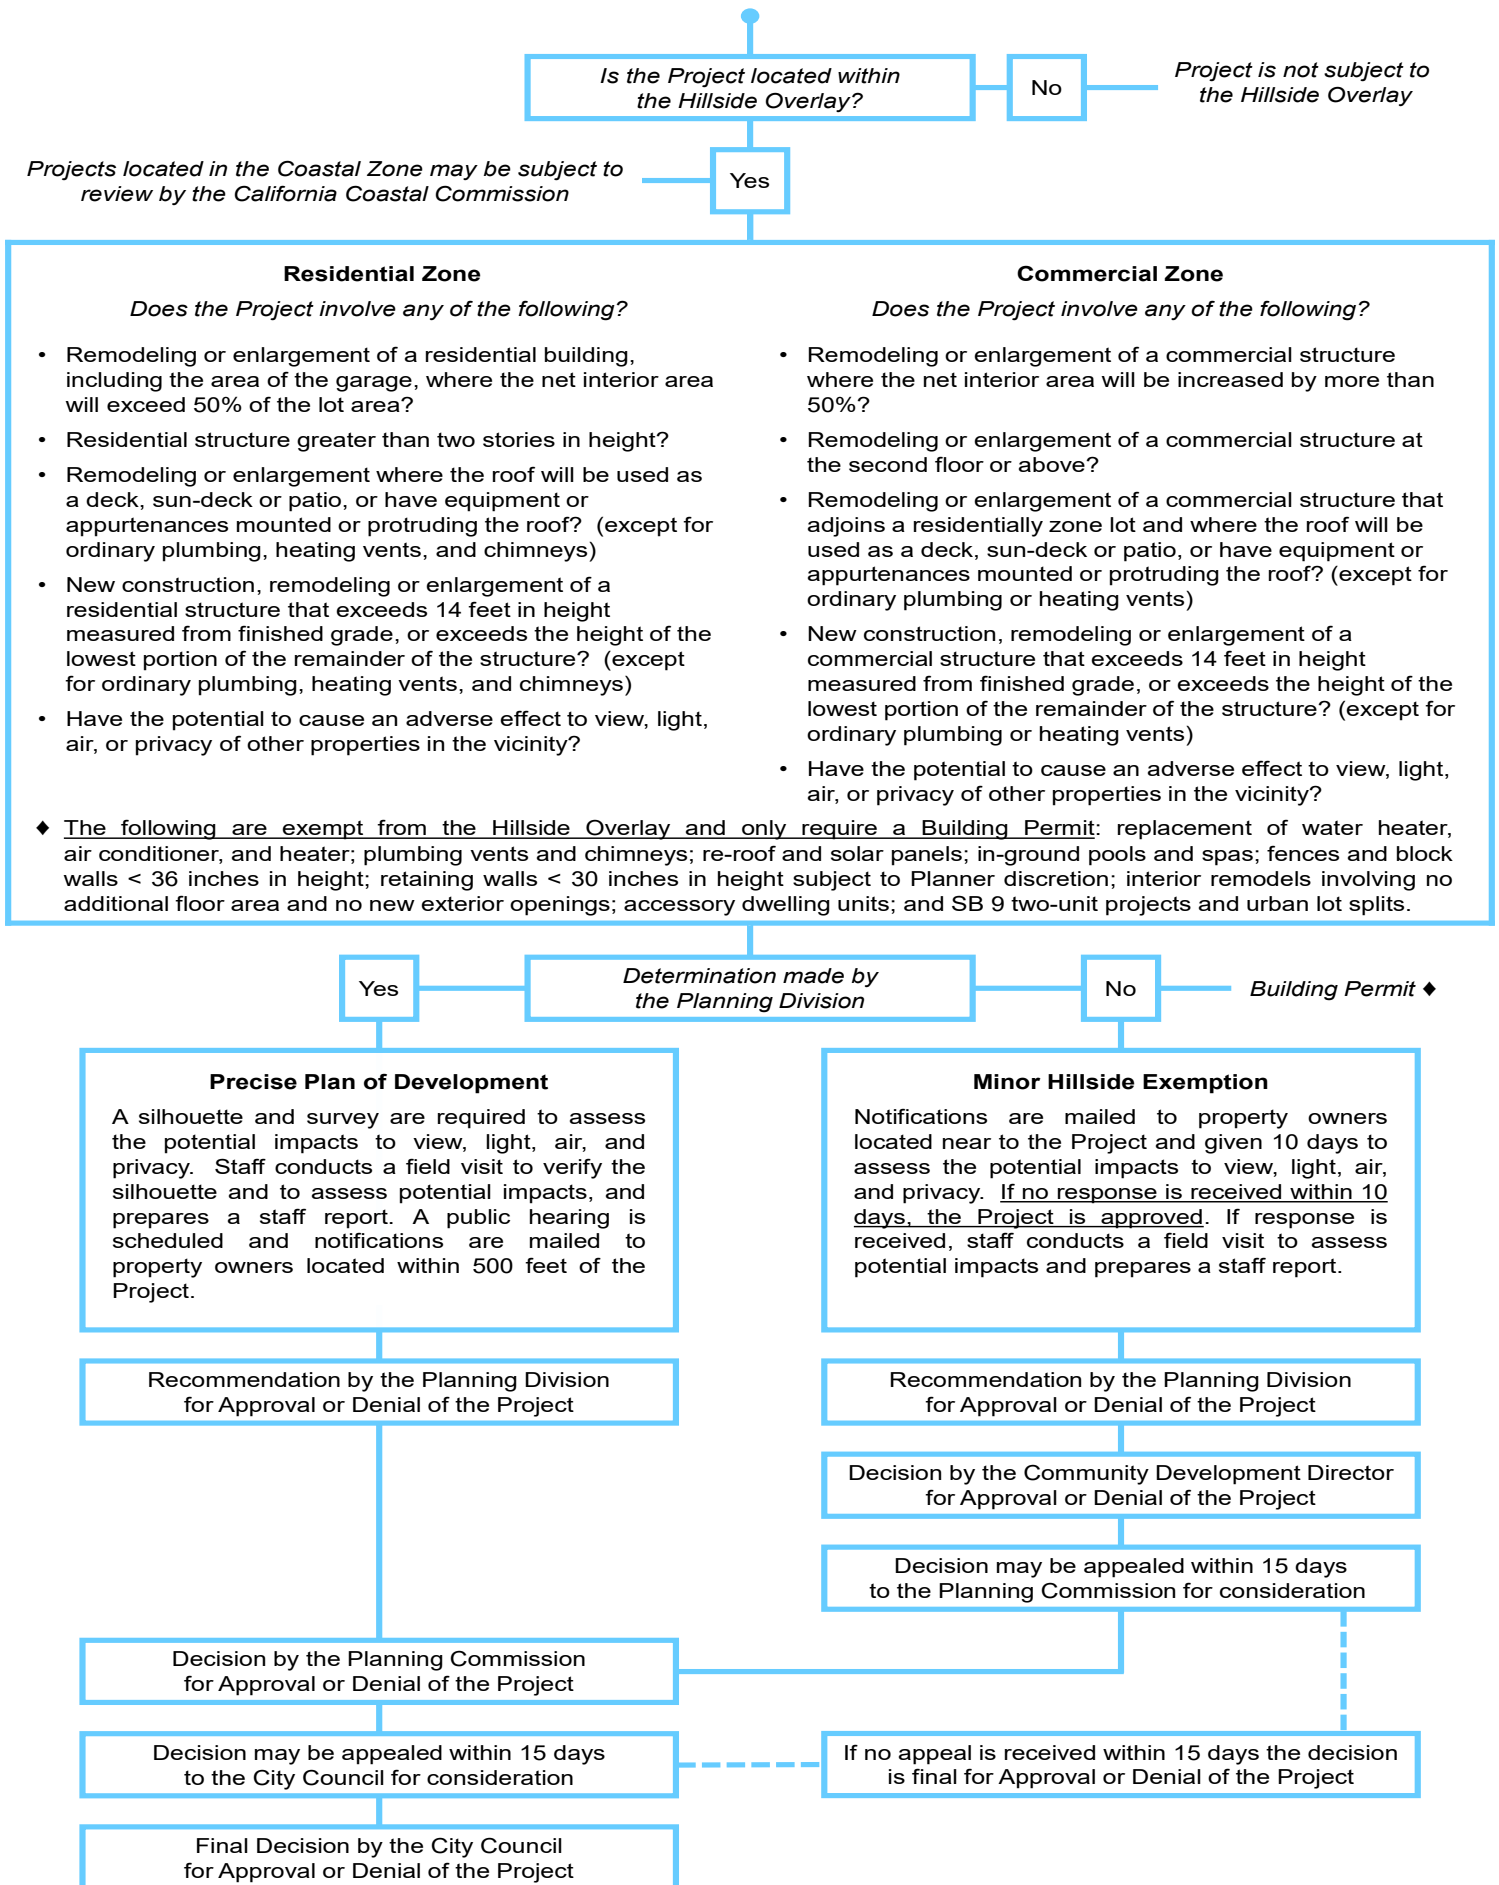 Is the Project located within
the Hillside Overlay?
No
Project is not subject to
the Hillside Overlay
Projects located in the Coastal Zone may be subject to
review by the California Coastal Commission
Yes
Residential Zone
Does the Project involve any of the following?
• Remodeling or enlargement of a residential building,
including the area of the garage, where the net interior area
will exceed 50% of the lot area?
• Residential structure greater than two stories in height?
• Remodeling or enlargement where the roof will be used as
a deck, sun-deck or patio, or have equipment or
appurtenances mounted or protruding the roof? (except for
ordinary plumbing, heating vents, and chimneys)
• New construction, remodeling or enlargement of a
residential structure that exceeds 14 feet in height
measured from finished grade, or exceeds the height of the
lowest portion of the remainder of the structure? (except
for ordinary plumbing, heating vents, and chimneys)
• Have the potential to cause an adverse effect to view, light,
air, or privacy of other properties in the vicinity?
Commercial Zone
Does the Project involve any of the following?
• Remodeling or enlargement of a commercial structure
where the net interior area will be increased by more than
50%?
• Remodeling or enlargement of a commercial structure at
the second floor or above?
• Remodeling or enlargement of a commercial structure that
adjoins a residentially zone lot and where the roof will be
used as a deck, sun-deck or patio, or have equipment or
appurtenances mounted or protruding the roof? (except for
ordinary plumbing or heating vents)
• New construction, remodeling or enlargement of a
commercial structure that exceeds 14 feet in height
measured from finished grade, or exceeds the height of the
lowest portion of the remainder of the structure? (except for
ordinary plumbing or heating vents)
• Have the potential to cause an adverse effect to view, light,
air, or privacy of other properties in the vicinity?
♦ The following are exempt from the Hillside Overlay and only require a Building Permit: replacement of water heater,
air conditioner, and heater; plumbing vents and chimneys; re-roof and solar panels; in-ground pools and spas; fences and block
walls < 36 inches in height; retaining walls < 30 inches in height subject to Planner discretion; interior remodels involving no
additional floor area and no new exterior openings; accessory dwelling units; and SB 9 two-unit projects and urban lot splits.
Yes
Determination made by
the Planning Division
No
Building Permit ♦
Precise Plan of Development
A silhouette and survey are required to assess
the potential impacts to view, light, air, and
privacy. Staff conducts a field visit to verify the
silhouette and to assess potential impacts, and
prepares a staff report. A public hearing is
scheduled and notifications are mailed to
property owners located within 500 feet of the
Project.
Minor Hillside Exemption
Notifications are mailed to property owners
located near to the Project and given 10 days to
assess the potential impacts to view, light, air,
and privacy. If no response is received within 10
days, the Project is approved. If response is
received, staff conducts a field visit to assess
potential impacts and prepares a staff report.
Recommendation by the Planning Division
for Approval or Denial of the Project
Recommendation by the Planning Division
for Approval or Denial of the Project
Decision by the Community Development Director
for Approval or Denial of the Project
Decision may be appealed within 15 days
to the Planning Commission for consideration
Decision by the Planning Commission
for Approval or Denial of the Project
Decision may be appealed within 15 days
to the City Council for consideration
If no appeal is received within 15 days the decision
is final for Approval or Denial of the Project
Final Decision by the City Council
for Approval or Denial of the Project